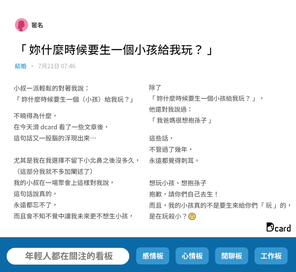 匿名
「 妳什麼時候要生一個小孩給我玩？ 」
結婚 · 7月21日 07:46
小叔一派輕鬆的對著我說：
「 妳什麼時候要生一個（小孩）給我玩？」
不曉得為什麼，
在今天滑 dcard 看了一些文章後，
這句話又一股腦的浮現出來⋯
尤其是我在我選擇不留下小北鼻之後沒多久，
（這部分我就不多加闡述了）
我的小叔在一場聚會上這樣對我說，
這句話說真的，
永遠都忘不了，
而且會不知不覺中讓我未來更不想生小孩，
除了
「 妳什麼時候要生一個小孩給我玩？ 」，
他還對我說過：
「 我爸媽很想抱孫子 」
這些話，
不管過了幾年，
永遠都覺得刺耳。
想玩小孩、想抱孫子
抱歉，請你們自己去生！
而且，我的小孩真的不是要生來給你們「 玩 」的，
是在玩殺小？
Dcard
年輕人都在關注的看板
感情板
心情板
閒聊板
工作板